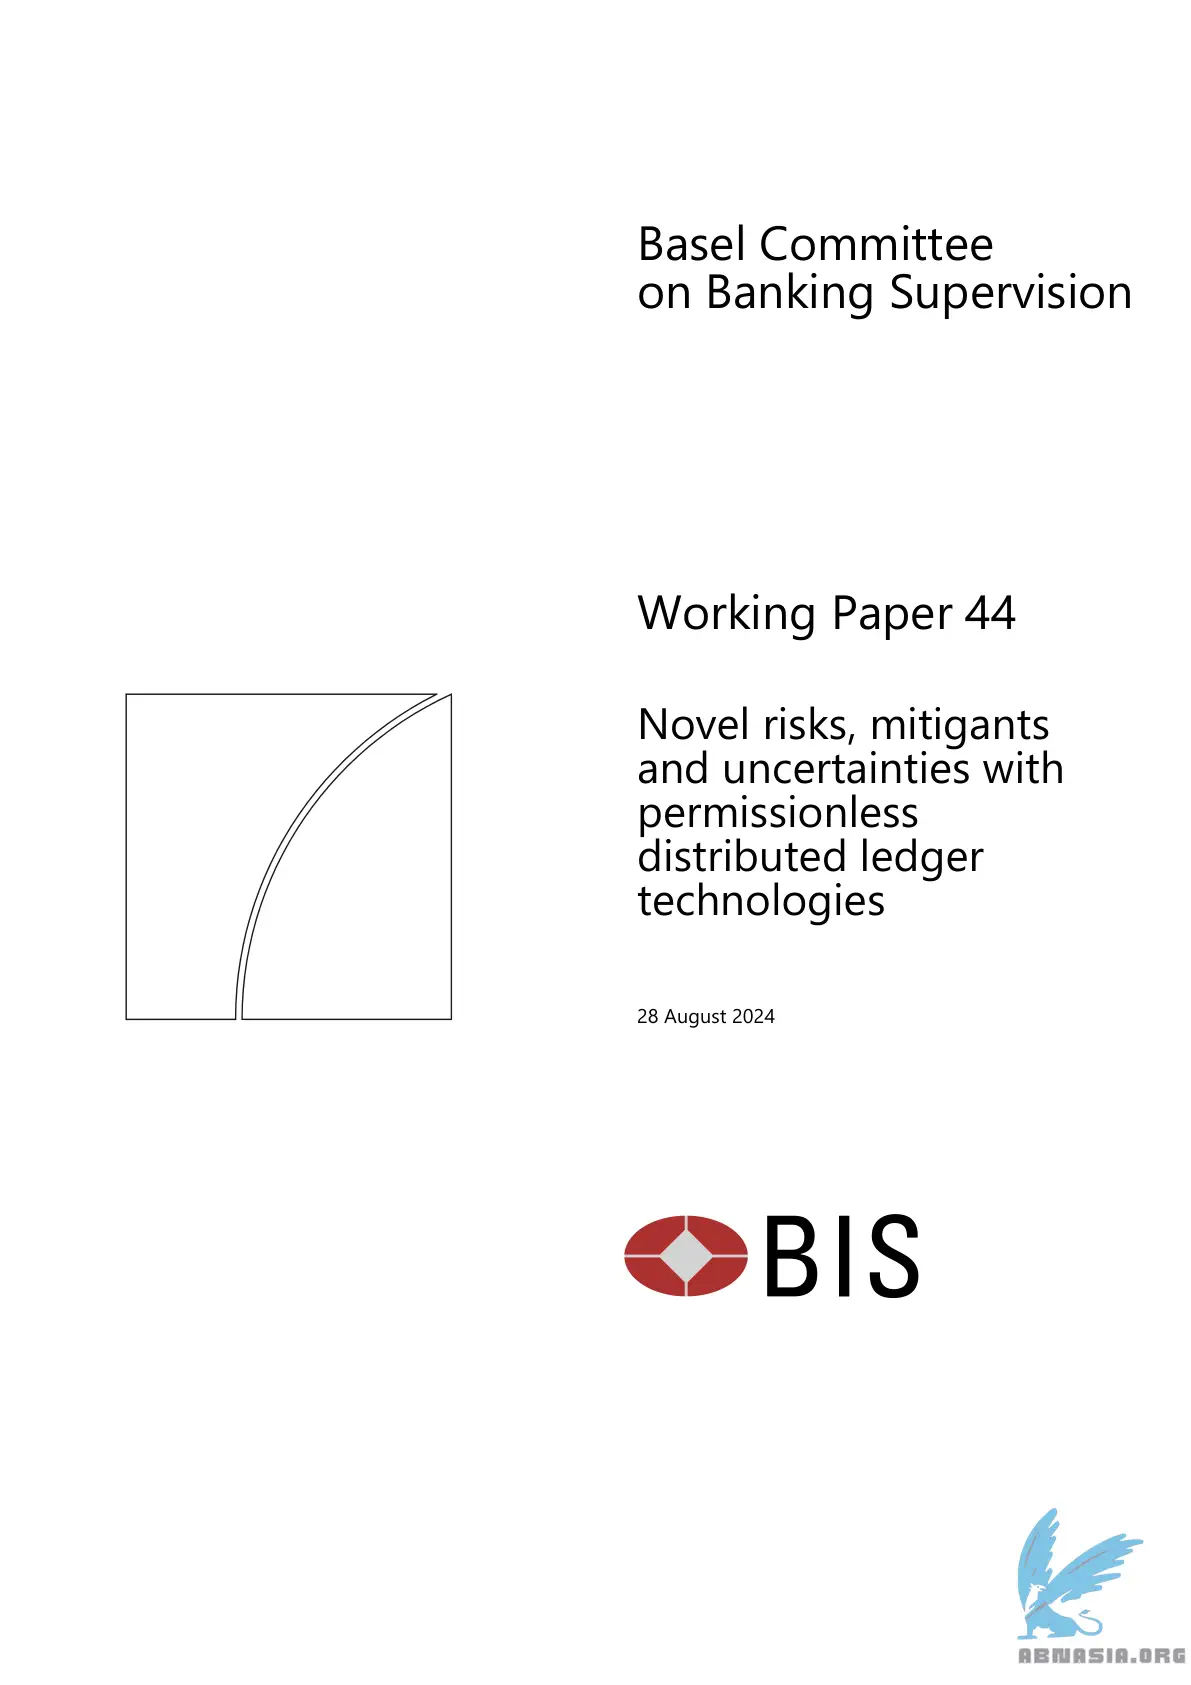 Basel Committee
on Banking Supervision
Working Paper 44
Novel risks, mitigants
and uncertainties with
permissionless
distributed ledger
technologies
28 August 2024
BIS
ABNASIA.ORG